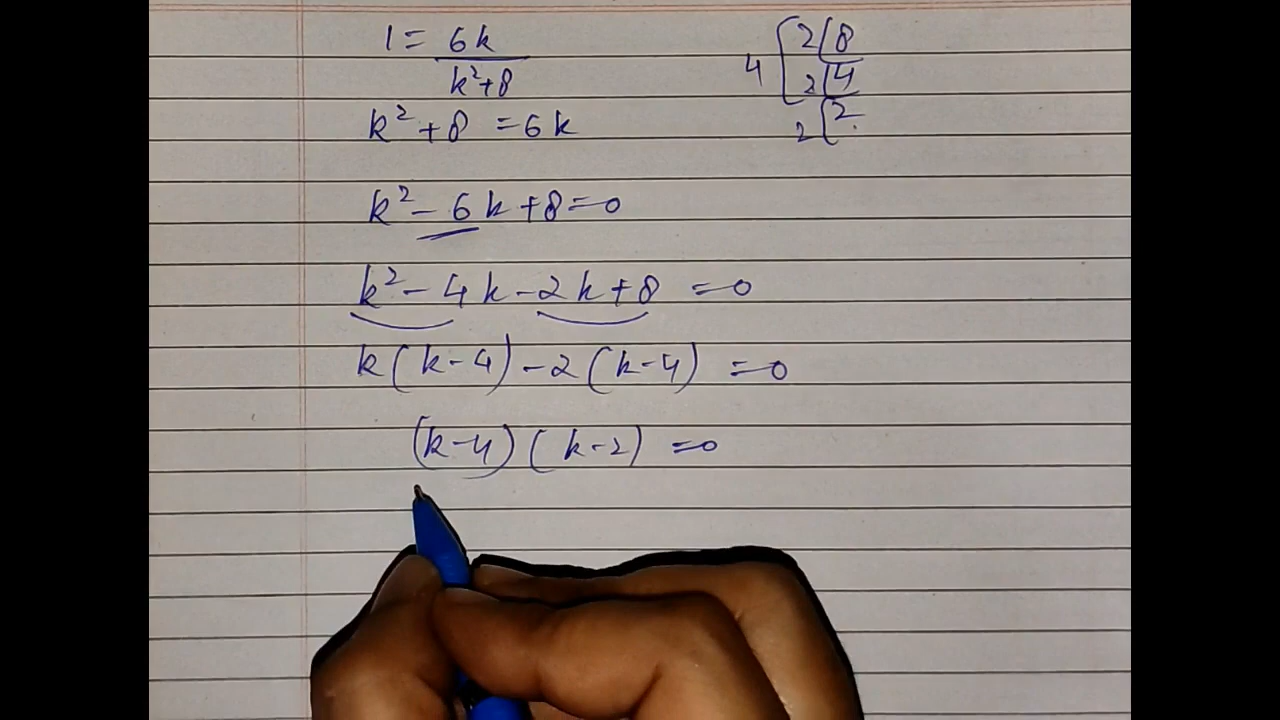 1 = 6k
k²+8
k² + 8 = 6k
k² - 6k + 8 = 0
k² - 4k - 2k + 8 = 0
k(k-4) - 2(k-4) = 0
(k-4)(k-2) = 0
2 8
4 2 4
2 2